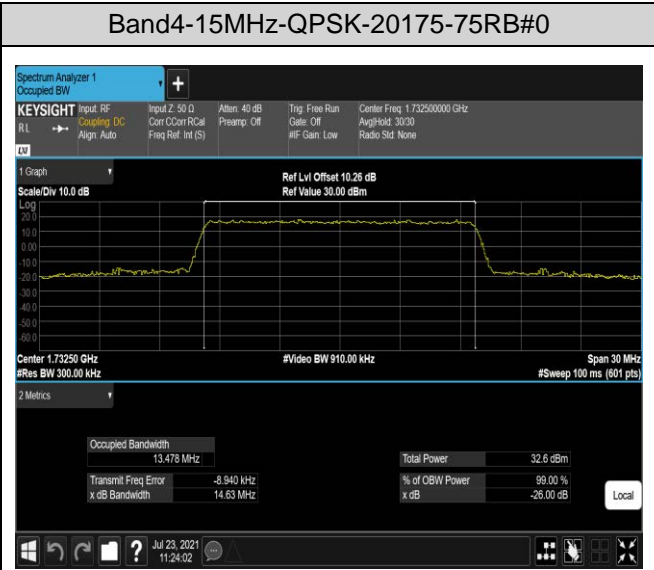 Band4-15MHz-QPSK-20175-75RB#0
Spectrum Analyzer 1
Occupied BW
+
KEYSIGHT Input: RF Input Z: 50 Ω Atten: 40 dB Trig: Free Run Center Freq: 1.732500000 GHz
RL Coupling: DC Corr CCorr RCal Preamp: Off Gate: Off Avg|Hold: 30/30
Align: Auto Freq Ref: Int (S) #IF Gain: Low Radio Std: None
LXI
1 Graph Ref Lvl Offset 10.26 dB
Scale/Div 10.0 dB Ref Value 30.00 dBm
Log
20.0
10.0
0.00
-10.0
-20.0
-30.0
-40.0
-50.0
-60.0
Center 1.73250 GHz #Video BW 910.00 kHz Span 30 MHz
#Res BW 300.00 kHz #Sweep 100 ms (601 pts)
2 Metrics
Occupied Bandwidth
13.478 MHz Total Power 32.6 dBm
Transmit Freq Error -8.940 kHz % of OBW Power 99.00 %
x dB Bandwidth 14.63 MHz x dB -26.00 dB
Local
? Jul 23, 2021
11:24:02